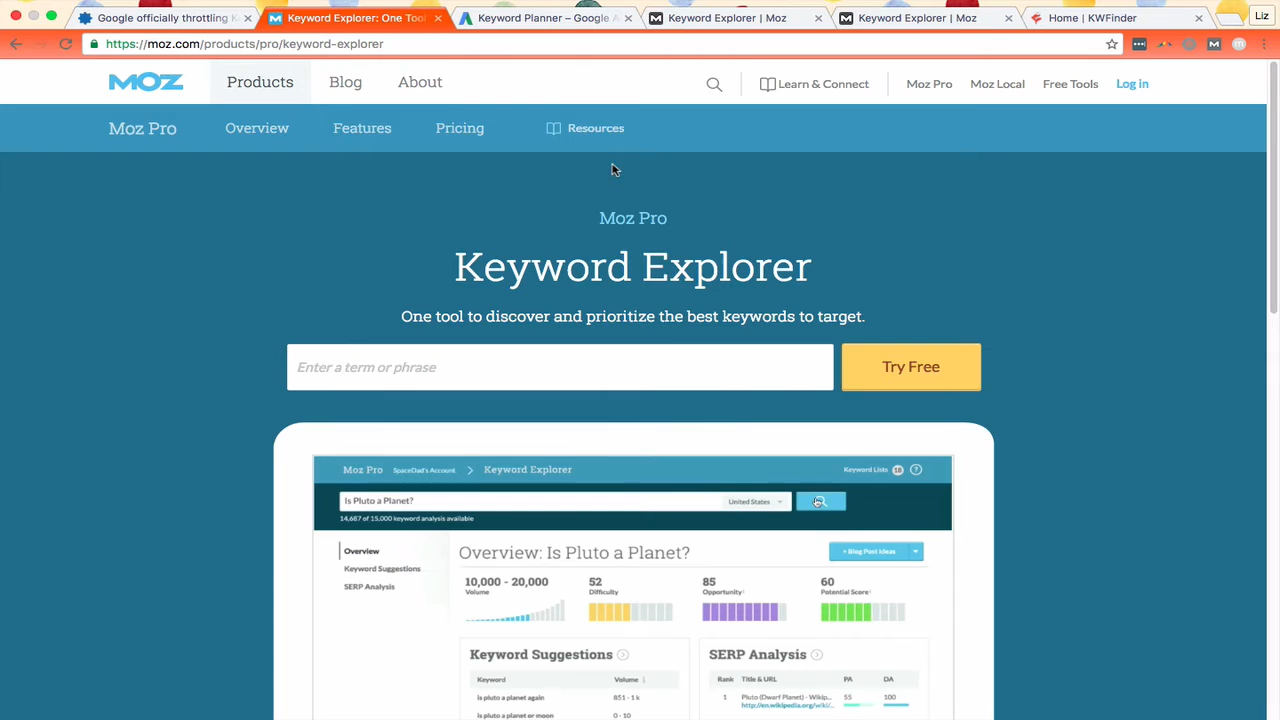 Google officially throttling K
Keyword Explorer: One Tool
Keyword Planner – Google A
Keyword Explorer | Moz
Keyword Explorer | Moz
Home | KWFinder
Liz
https://moz.com/products/pro/keyword-explorer
MOZ
Products
Blog
About
Learn & Connect
Moz Pro
Moz Local
Free Tools
Log in
Moz Pro
Overview
Features
Pricing
Resources
Moz Pro
Keyword Explorer
One tool to discover and prioritize the best keywords to target.
Enter a term or phrase
Try Free
Moz Pro
SpaceDad's Account
Keyword Explorer
Keyword Lists 18 ?
Is Pluto a Planet?
United States
14,687 of 15,000 keyword analysis available
Overview
Keyword Suggestions
SERP Analysis
Overview: Is Pluto a Planet?
+ Blog Post Ideas
10,000 - 20,000
Volume
52
Difficulty
85
Opportunity
60
Potential Score
Keyword Suggestions
Keyword
Volume
is pluto a planet again
851 - 1 k
is pluto a planet or moon
0 - 10
SERP Analysis
Rank Title & URL PA DA
1 Pluto (Dwarf Planet) - Wikip... 55 100
http://en.wikipedia.org/wiki/...